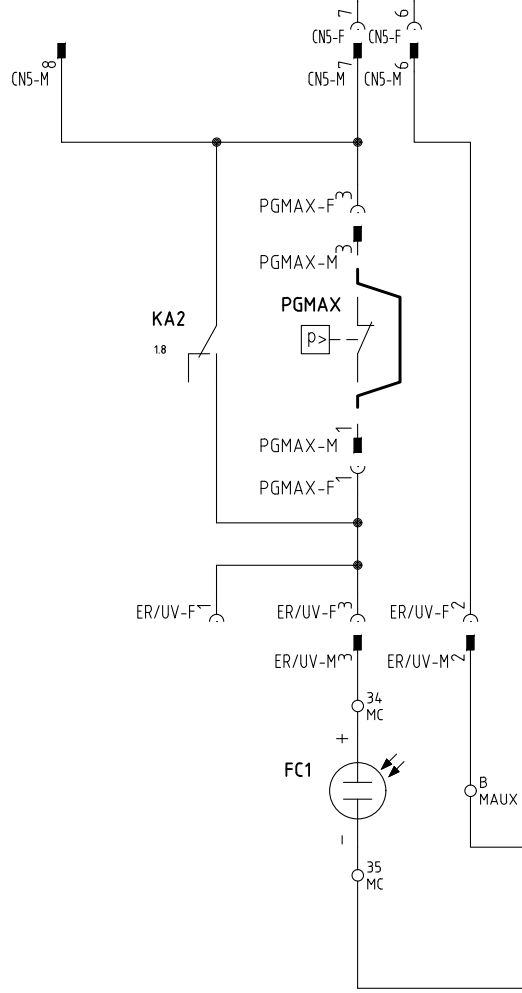 7
6
CN5-F
CN5-F
8
7
6
CN5-M
CN5-M
CN5-M
3
PGMAX-F
3
PGMAX-M
PGMAX
KA2
1.8
p>
1
PGMAX-M
1
PGMAX-F
ER/UV-F 1
ER/UV-F 3
ER/UV-F 2
ER/UV-M 3
ER/UV-M 2
34
MC
+
FC1
B
MAUX
-
35
MC